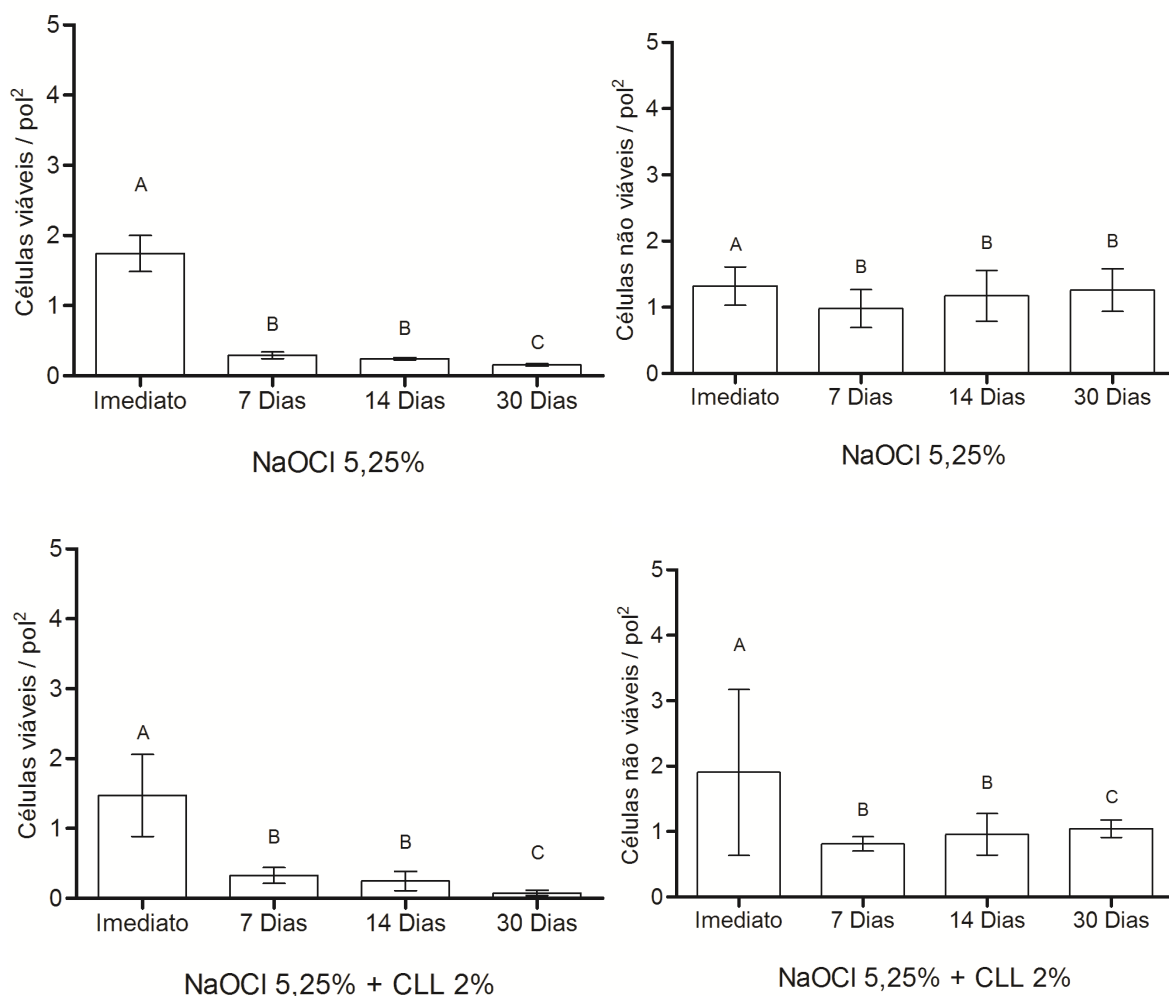 Células viáveis / pol²
5
4
3
2
1
0
A
B
B
C
Imediato 7 Dias 14 Dias 30 Dias
NaOCl 5,25%
Células não viáveis / pol²
5
4
3
2
1
0
A
B
B
B
Imediato 7 Dias 14 Dias 30 Dias
NaOCl 5,25%
Células viáveis / pol²
5
4
3
2
1
0
A
B
B
C
Imediato 7 Dias 14 Dias 30 Dias
NaOCl 5,25% + CLL 2%
Células não viáveis / pol²
5
4
3
2
1
0
A
B
B
C
Imediato 7 Dias 14 Dias 30 Dias
NaOCl 5,25% + CLL 2%